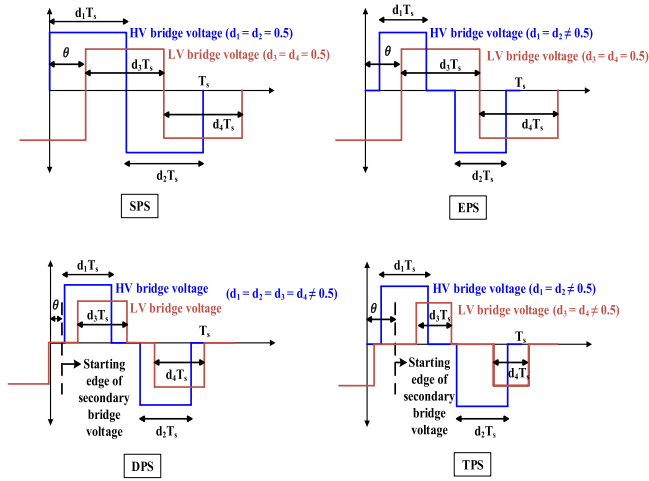 d₁Tₛ
HV bridge voltage (d₁ = d₂ = 0.5)
LV bridge voltage (d₃ = d₄ = 0.5)
θ
d₃Tₛ
Tₛ
d₄Tₛ
d₂Tₛ
SPS
d₁Tₛ
HV bridge voltage (d₁ = d₂ ≠ 0.5)
LV bridge voltage (d₃ = d₄ = 0.5)
θ
d₃Tₛ
Tₛ
d₄Tₛ
d₂Tₛ
EPS
d₁Tₛ
HV bridge voltage
(d₁ = d₂ = d₃ = d₄ ≠ 0.5)
LV bridge voltage
θ
d₃Tₛ
Tₛ
Starting
edge of
secondary
bridge
voltage
d₄Tₛ
d₂Tₛ
DPS
d₁Tₛ
HV bridge voltage (d₁ = d₂ ≠ 0.5)
LV bridge voltage (d₃ = d₄ ≠ 0.5)
θ
d₃Tₛ
Tₛ
Starting
edge of
secondary
bridge
voltage
d₄Tₛ
d₂Tₛ
TPS